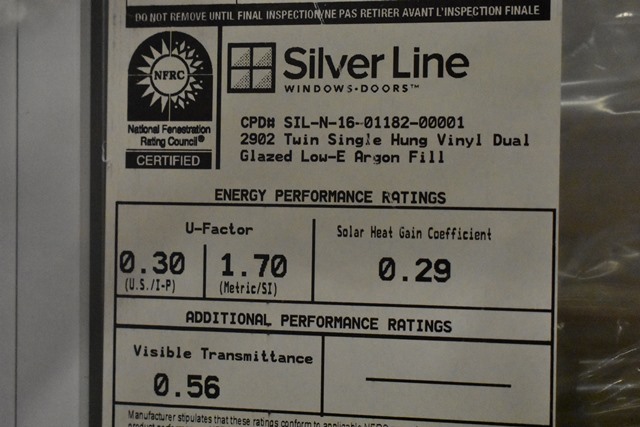 DO NOT REMOVE UNTIL FINAL INSPECTION/NE PAS RETIRER AVANT L'INSPECTION FINALE
NFRC
National Fenestration
Rating Council®
CERTIFIED
Silver Line
WINDOWS•DOORS™
CPD# SIL-N-16-01182-00001
2902 Twin Single Hung Vinyl Dual
Glazed Low-E Argon Fill
ENERGY PERFORMANCE RATINGS
U-Factor
0.30 1.70
(U.S./I-P) (Metric/SI)
Solar Heat Gain Coefficient
0.29
ADDITIONAL PERFORMANCE RATINGS
Visible Transmittance
0.56
Manufacturer stipulates that these ratings conform to applicable NFRC